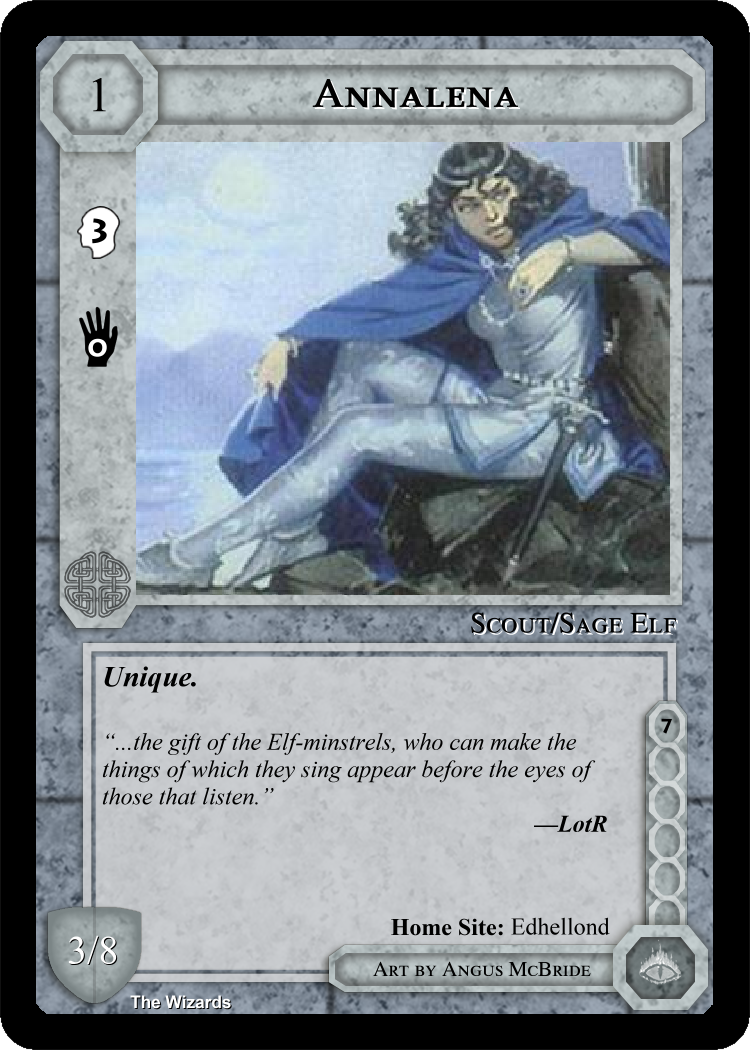 1
Annalena
3
O
Scout/Sage Elf
Unique.
“...the gift of the Elf-minstrels, who can make the
things of which they sing appear before the eyes of
those that listen.”
—LotR
7
Home Site: Edhellond
3/8
Art by Angus McBride
The Wizards